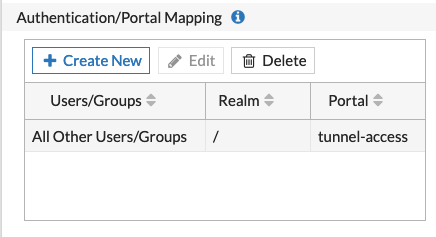 Authentication/Portal Mapping
Create New Edit Delete
Users/Groups Realm Portal
All Other Users/Groups / tunnel-access